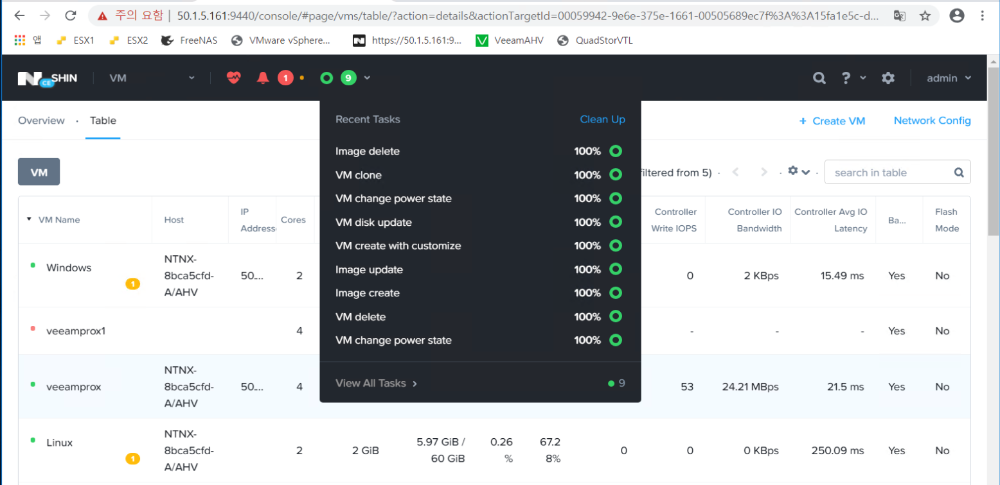 주의 요함 | 50.1.5.161:9440/console/#page/vms/table/?action=details&actionTargetId=00059942-9e6e-375e-1661-00505689ec7f%3A%3A15fa1e5c-d...
앱 ESX1 ESX2 FreeNAS VMware vSphere... https://50.1.5.161:9... VeeamAHV QuadStorVTL
N CE SHIN VM 1 9 ? admin
Overview · Table + Create VM Network Config
Recent Tasks Clean Up
Image delete 100%
VM clone 100%
VM change power state 100%
VM disk update 100%
VM create with customize 100%
Image update 100%
Image create 100%
VM delete 100%
VM change power state 100%
View All Tasks > 9
VM
filtered from 5) · < > · search in table
VM Name
Host
IP
Address
Cores
Controller
Write IOPS
Controller IO
Bandwidth
Controller Avg IO
Latency
Ba...
Flash
Mode
Windows
1
NTNX-
8bca5cfd-
A/AHV
50.... 2 0 2 KBps 15.49 ms Yes No
veeamprox1 4 - - - Yes No
veeamprox
NTNX-
8bca5cfd-
A/AHV
50.... 4 53 24.21 MBps 21.5 ms Yes No
Linux
1
NTNX-
8bca5cfd-
A/AHV
2 2 GiB
5.97 GiB /
60 GiB
0.26
%
67.2
8%
0 0 0 KBps 250.09 ms Yes No